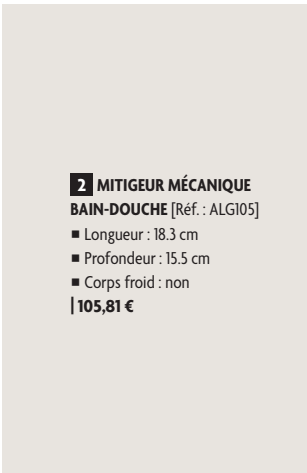 2 MITIGEUR MÉCANIQUE
BAIN-DOUCHE [Réf. : ALG105]
■ Longueur : 18.3 cm
■ Profondeur : 15.5 cm
■ Corps froid : non
| 105,81 €